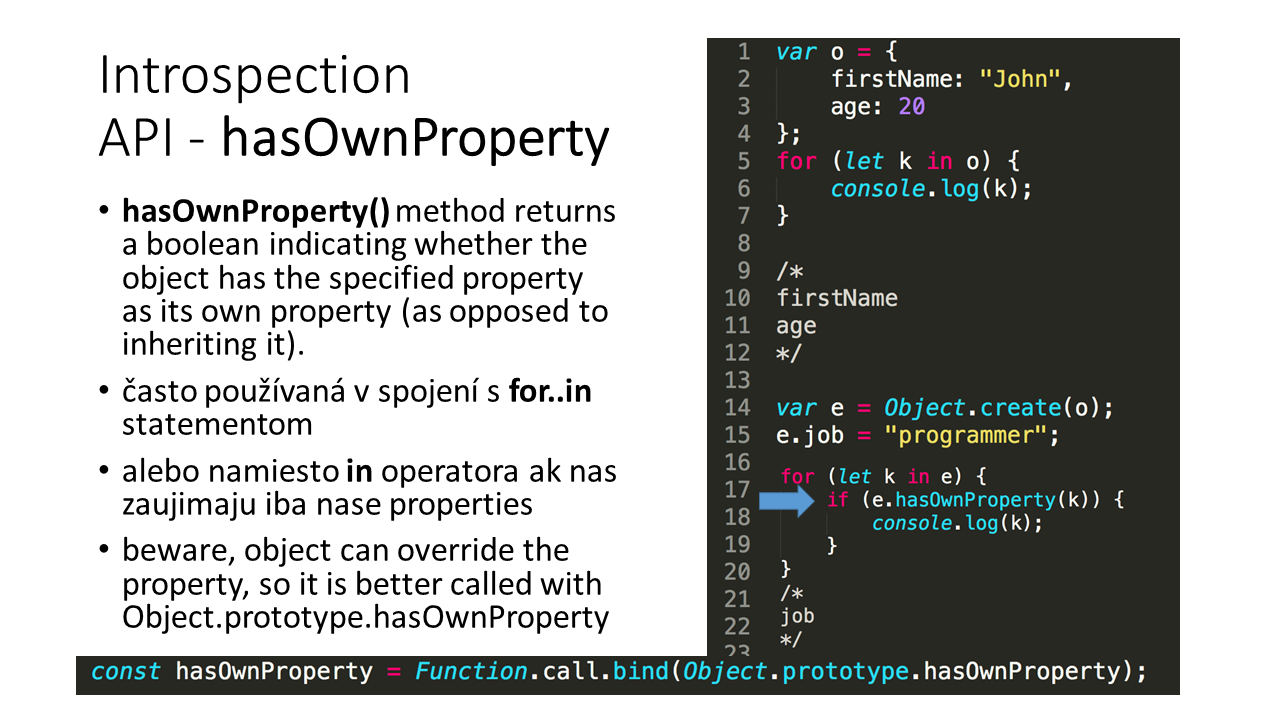 Introspection
API - hasOwnProperty
• hasOwnProperty() method returns
a boolean indicating whether the
object has the specified property
as its own property (as opposed to
inheriting it).
• často používaná v spojení s for..in
statementom
• alebo namiesto in operatora ak nas
zaujimaju iba nase properties
• beware, object can override the
property, so it is better called with
Object.prototype.hasOwnProperty
1 var o = {
2 firstName: "John",
3 age: 20
4 };
5 for (let k in o) {
6 console.log(k);
7 }
8
9 /*
10 firstName
11 age
12 */
13
14 var e = Object.create(o);
15 e.job = "programmer";
16 for (let k in e) {
17 if (e.hasOwnProperty(k)) {
18 console.log(k);
19 }
20 }
21 /*
22 job
23 */
const hasOwnProperty = Function.call.bind(Object.prototype.hasOwnProperty);